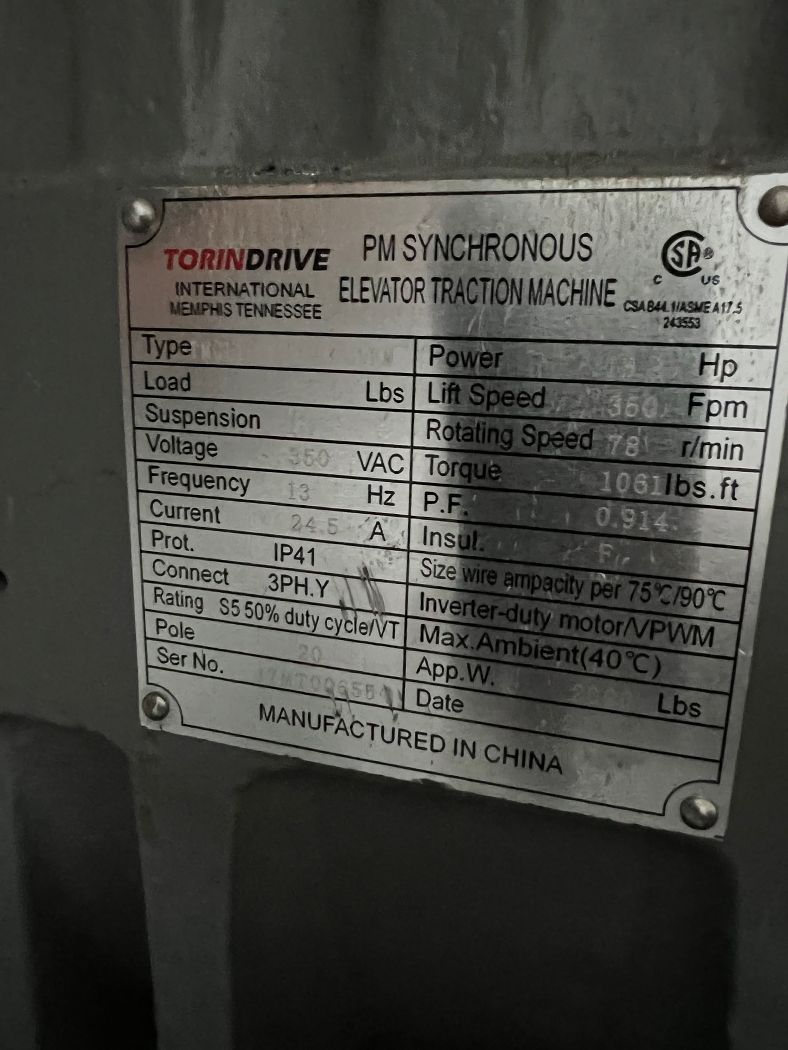 TORINDRIVE
INTERNATIONAL
MEMPHIS TENNESSEE
PM SYNCHRONOUS
ELEVATOR TRACTION MACHINE
SA®
C US
CSA B44.1/ASME A17.5
243553
Type
Load Lbs
Suspension
Voltage 350 VAC
Frequency 13 Hz
Current 24.5 A
Prot. IP41
Connect 3PH.Y
Rating S5 50% duty cycle/VT
Pole 20
Ser No.
Power Hp
Lift Speed 350 Fpm
Rotating Speed 78 r/min
Torque 1061 lbs.ft
P.F. 0.914
Insul. F
Size wire ampacity per 75℃/90℃
Inverter-duty motor/VPWM
Max.Ambient(40℃)
App.W. Lbs
Date
MANUFACTURED IN CHINA